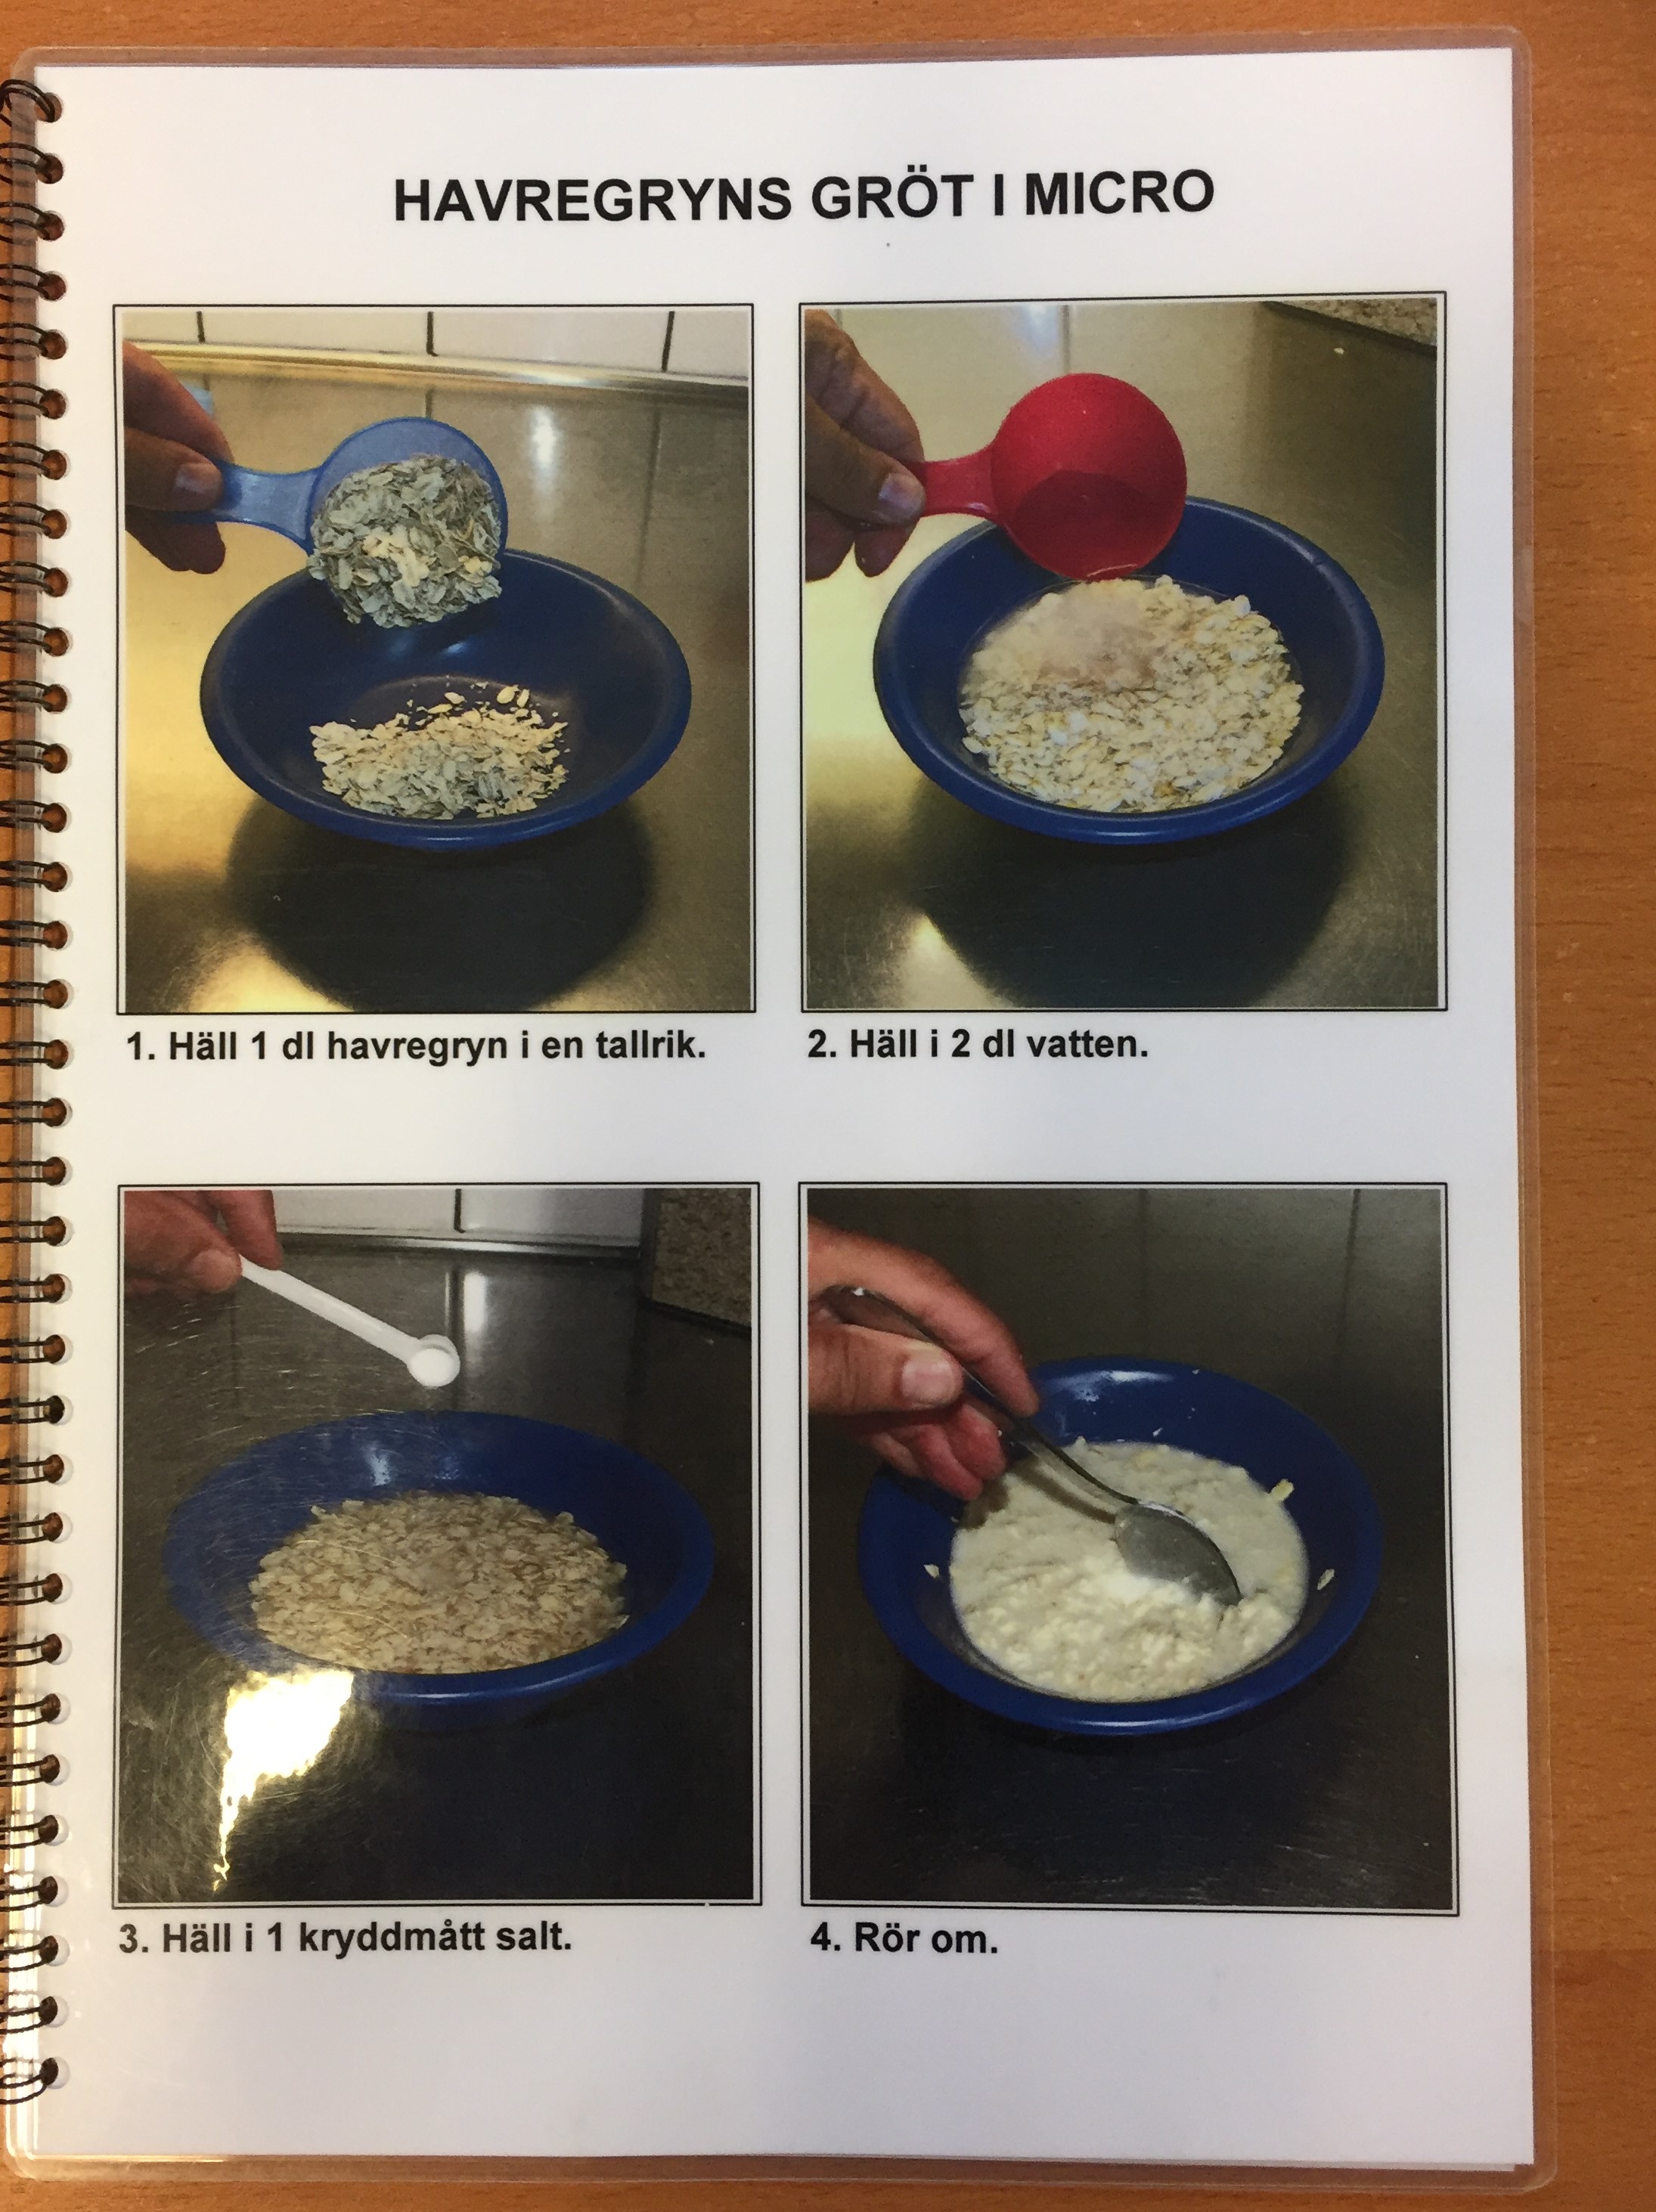 HAVREGRYNS GRÖT I MICRO
1. Häll 1 dl havregryn i en tallrik.
2. Häll i 2 dl vatten.
3. Häll i 1 kryddmått salt.
4. Rör om.